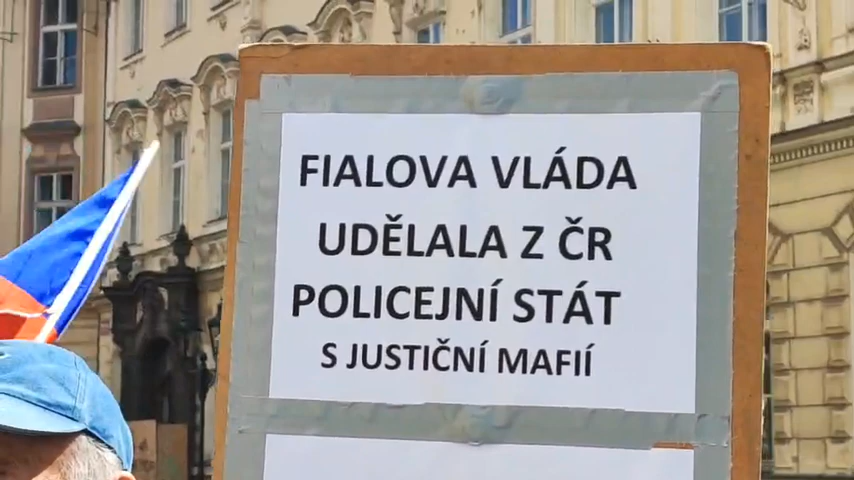 FIALOVA VLÁDA
UDĚLALA Z ČR
POLICEJNÍ STÁT
S JUSTIČNÍ MAFIÍ